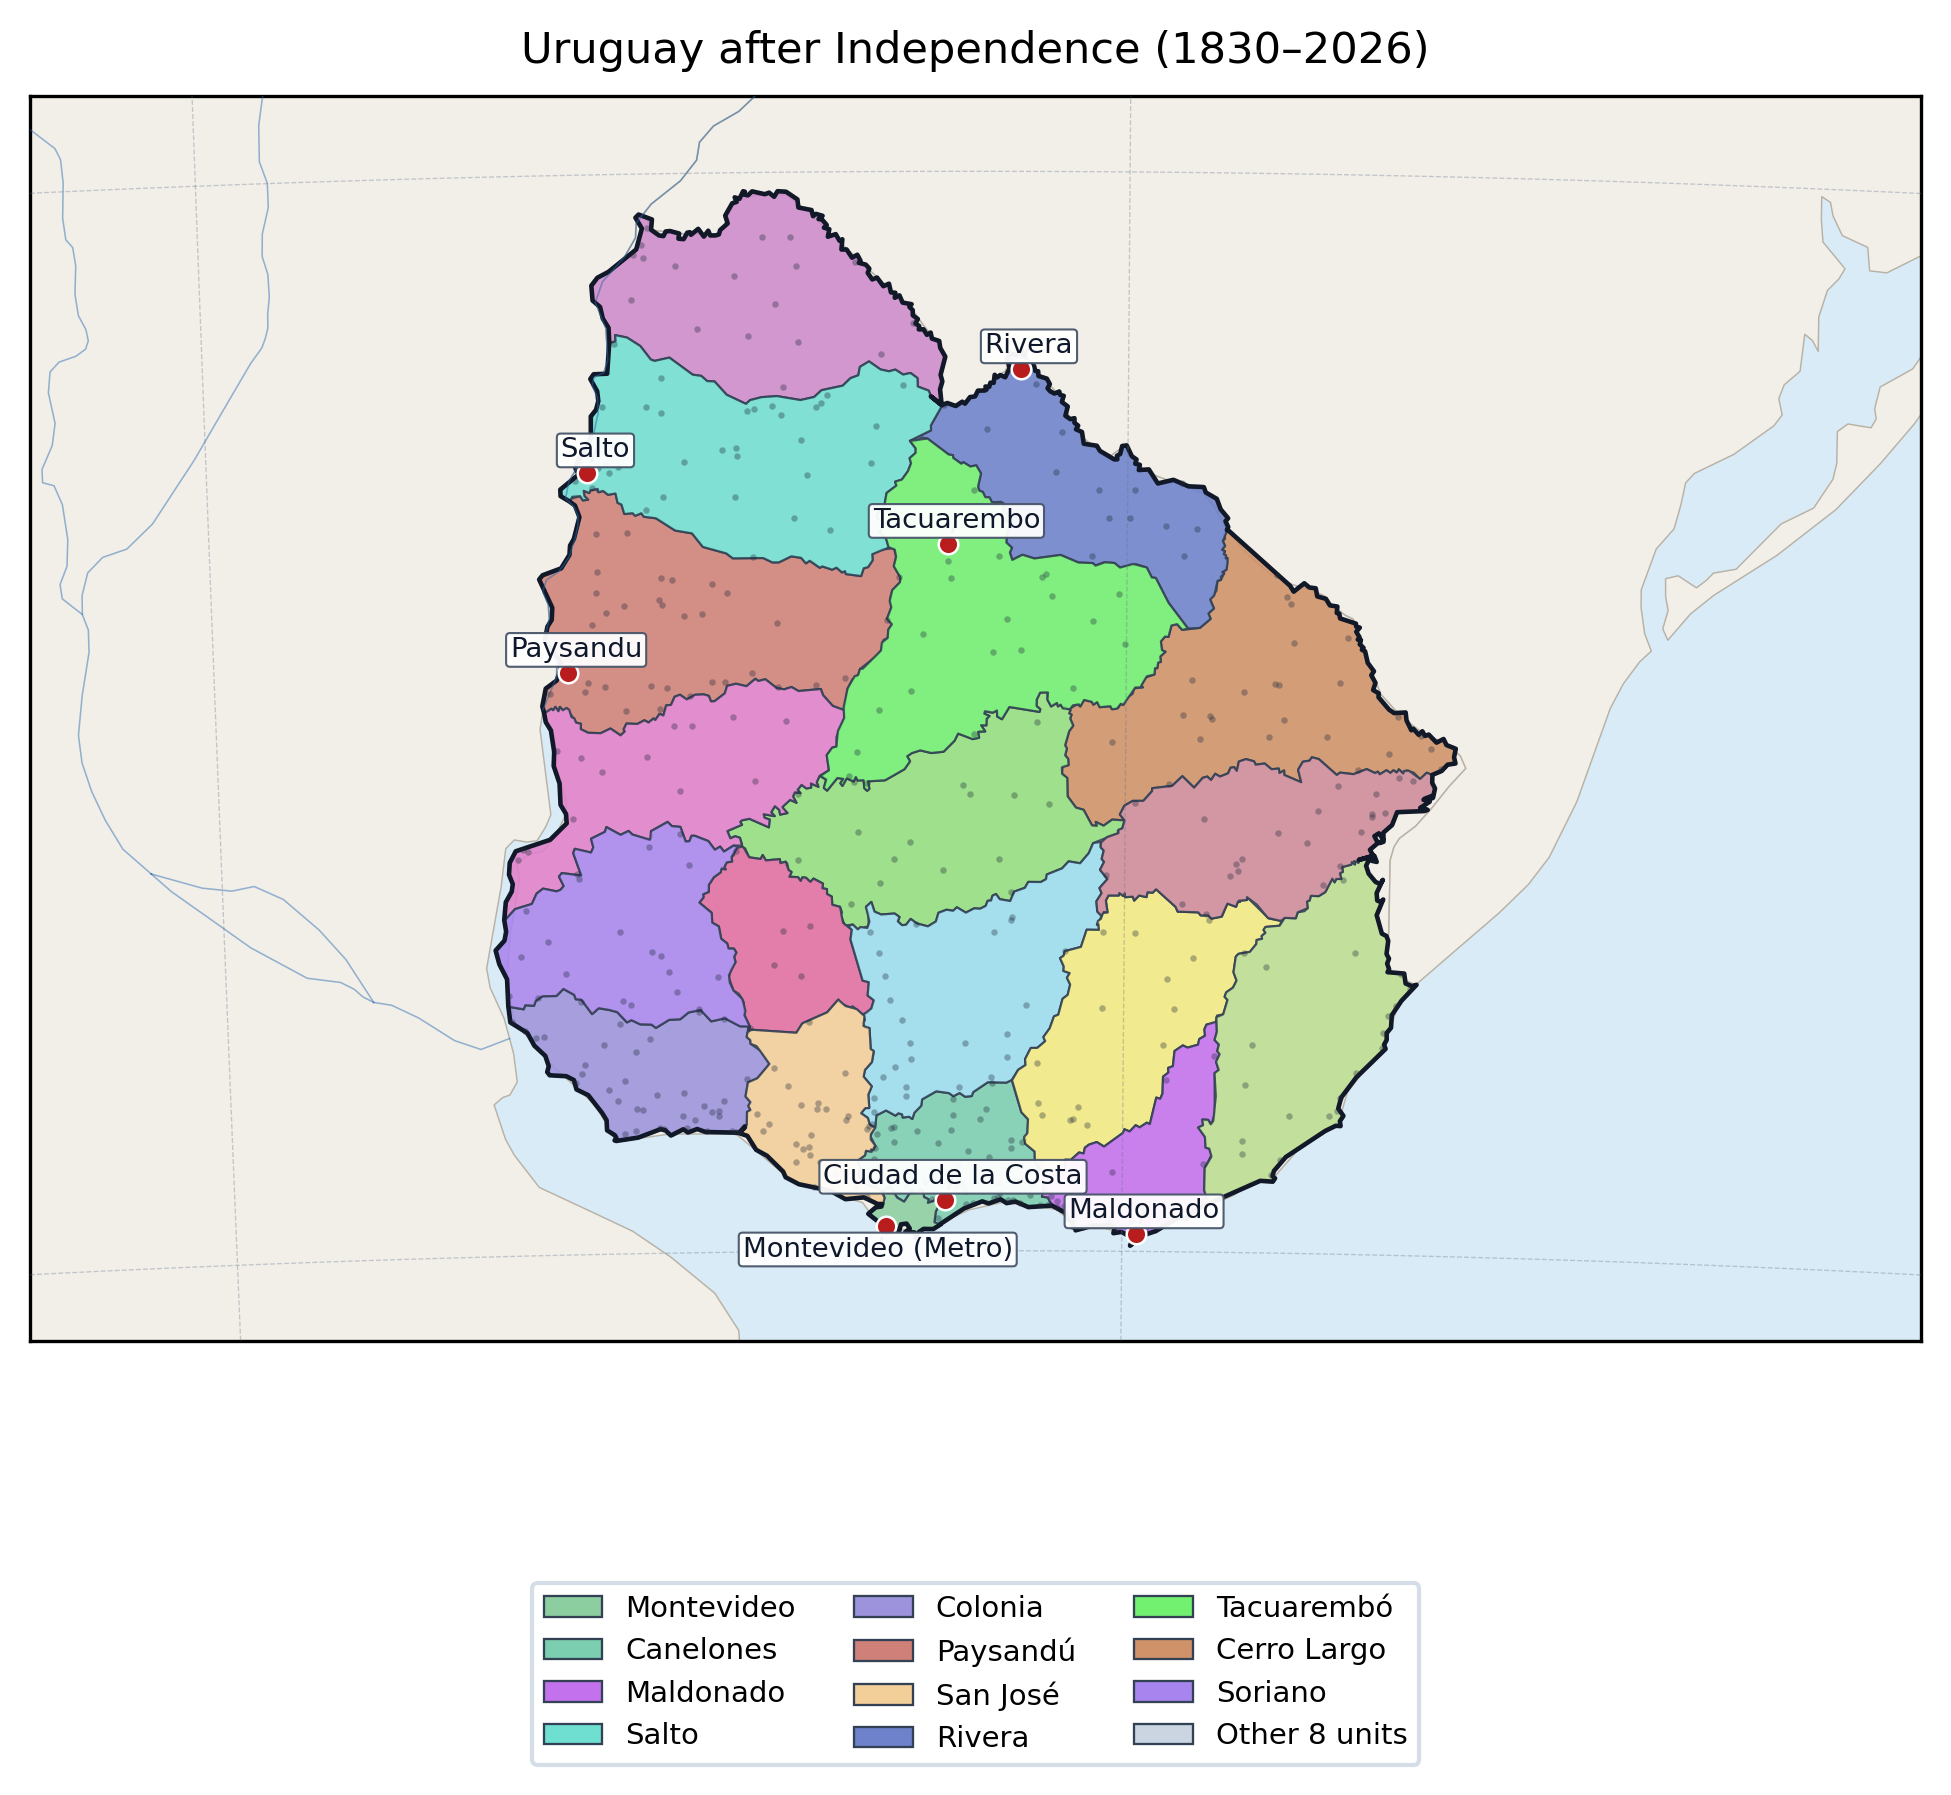 Uruguay after Independence (1830–2026)
Rivera
Salto
Tacuarembo
Paysandu
Ciudad de la Costa
Maldonado
Montevideo (Metro)
Montevideo
Canelones
Maldonado
Salto
Colonia
Paysandú
San José
Rivera
Tacuarembó
Cerro Largo
Soriano
Other 8 units